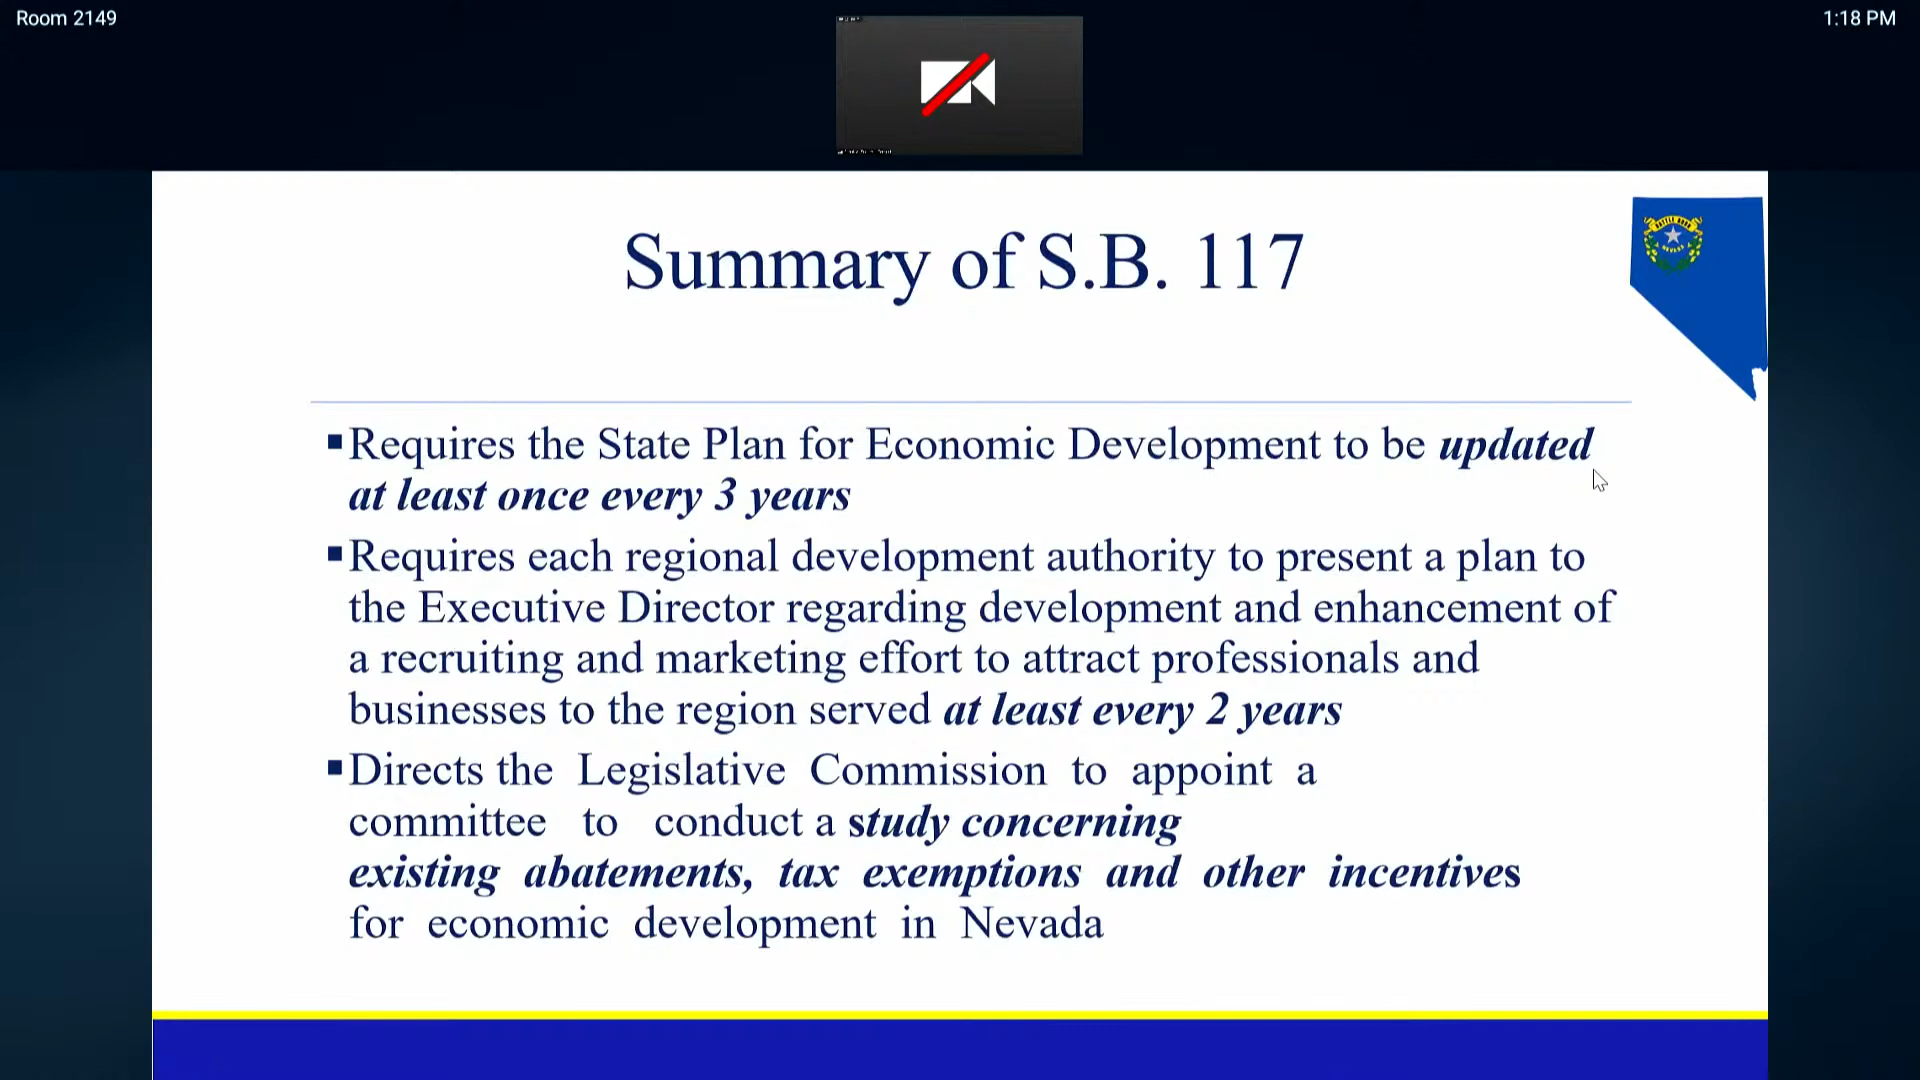 Room 2149
1:18 PM
Summary of S.B. 117
BATTLE BORN
NEVADA
▪Requires the State Plan for Economic Development to be updated
at least once every 3 years
▪Requires each regional development authority to present a plan to
the Executive Director regarding development and enhancement of
a recruiting and marketing effort to attract professionals and
businesses to the region served at least every 2 years
▪Directs the Legislative Commission to appoint a
committee to conduct a study concerning
existing abatements, tax exemptions and other incentives
for economic development in Nevada